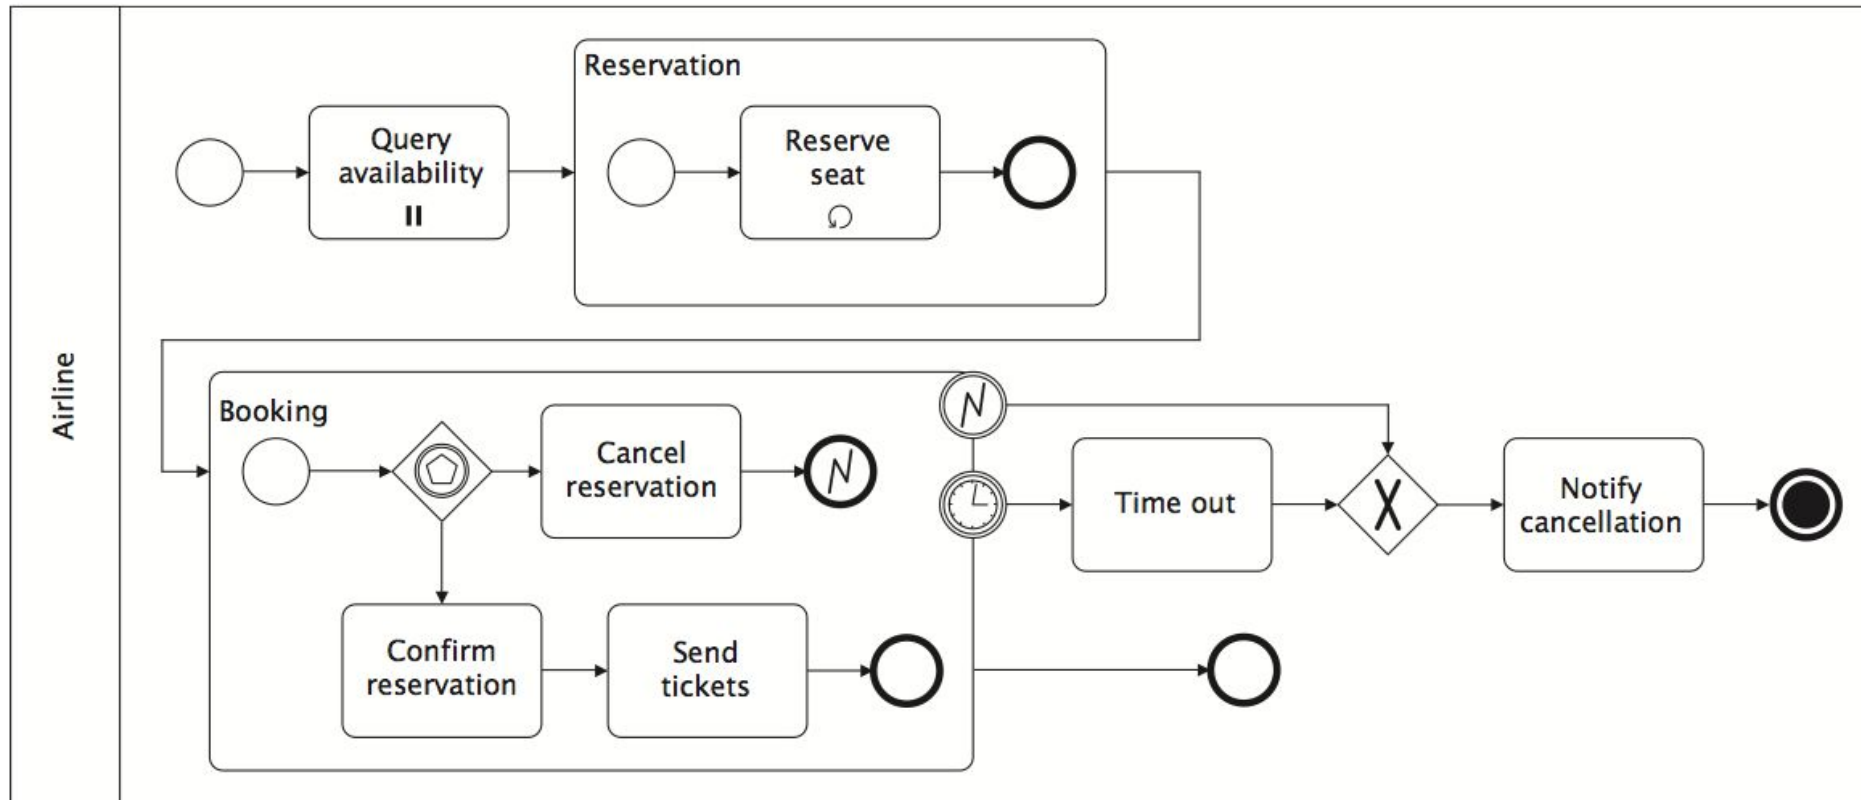 Airline
Reservation
Query
availability
Reserve
seat
Booking
Cancel
reservation
Time out
X
Notify
cancellation
Confirm
reservation
Send
tickets